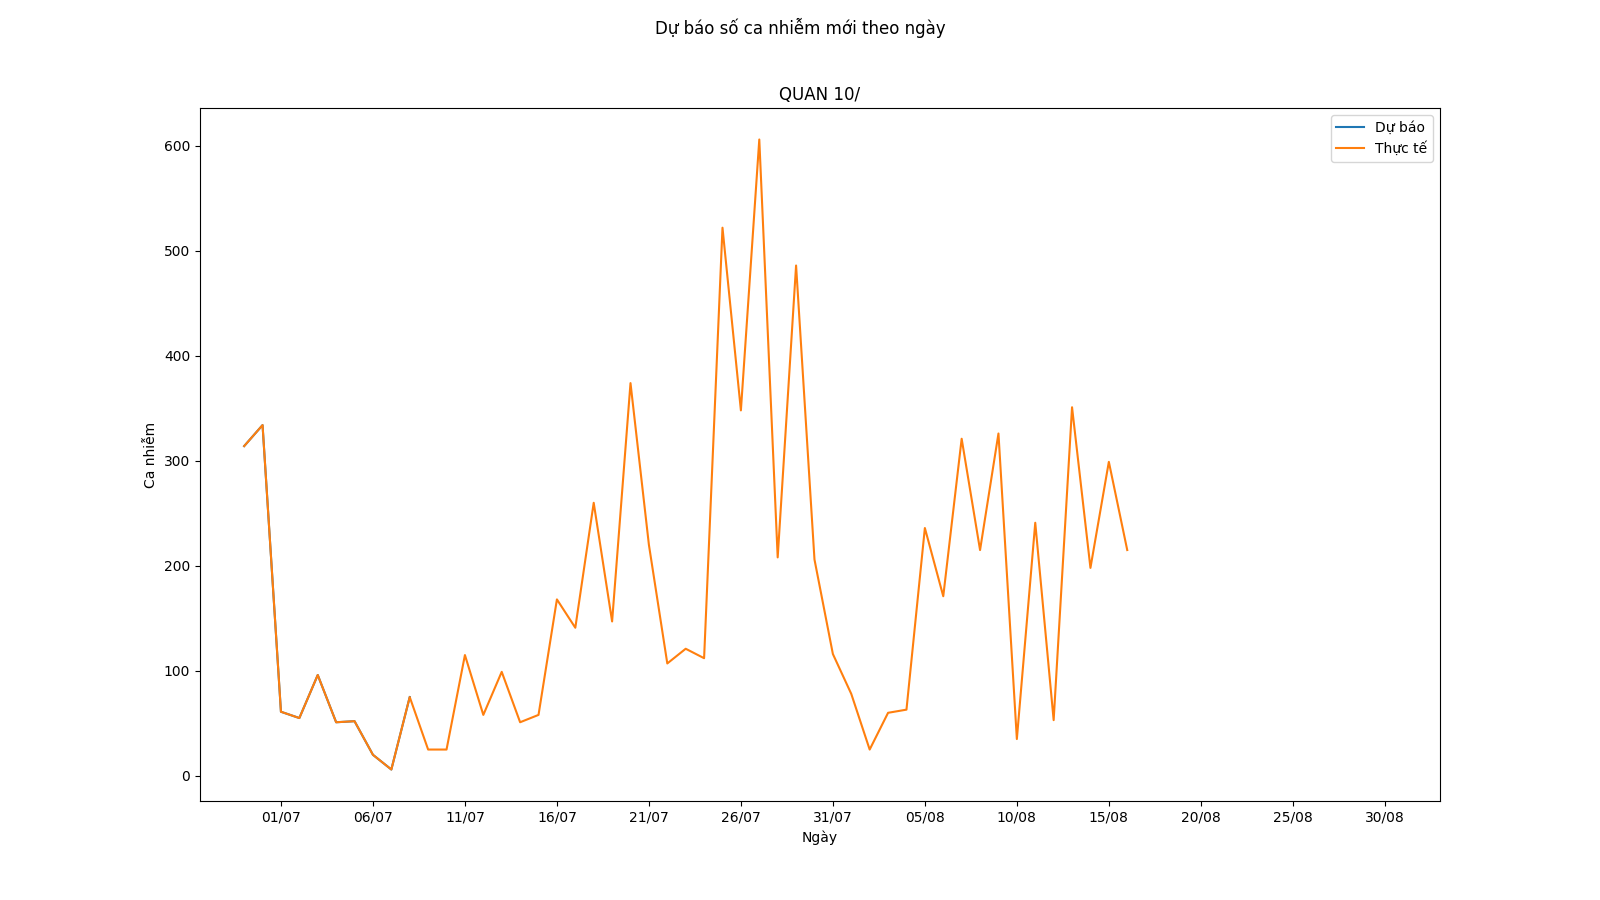 Dự báo số ca nhiễm mới theo ngày
QUAN 10/
Dự báo
Thực tế
600
500
400
300
200
100
0
Ca nhiễm
01/07 06/07 11/07 16/07 21/07 26/07 31/07 05/08 10/08 15/08 20/08 25/08 30/08
Ngày